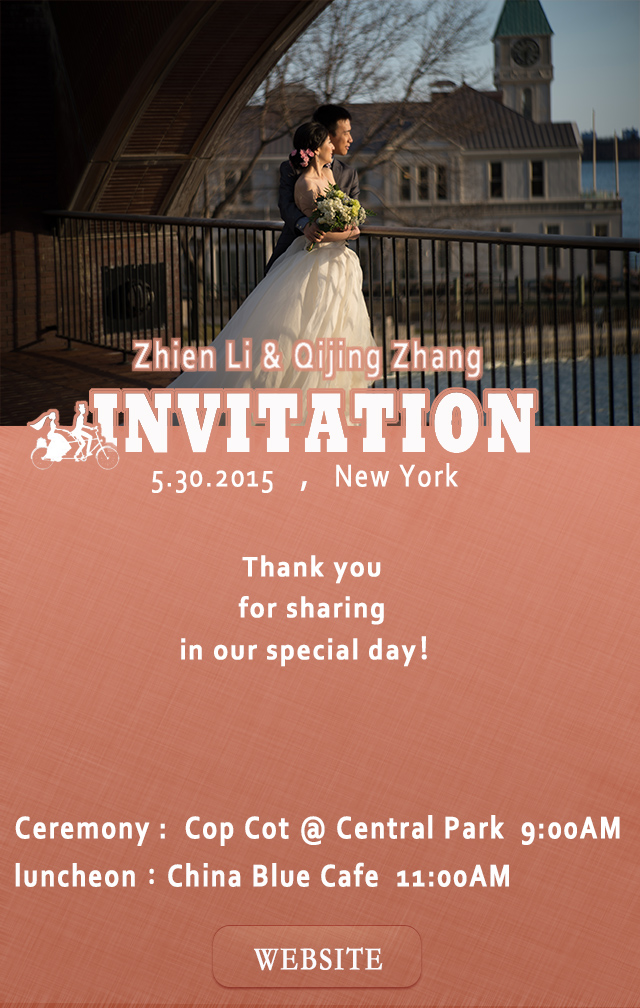 Zhien Li & Qijing Zhang
INVITATION
5.30.2015 , New York
Thank you
for sharing
in our special day!
Ceremony : Cop Cot @ Central Park 9:00AM
luncheon : China Blue Cafe 11:00AM
WEBSITE